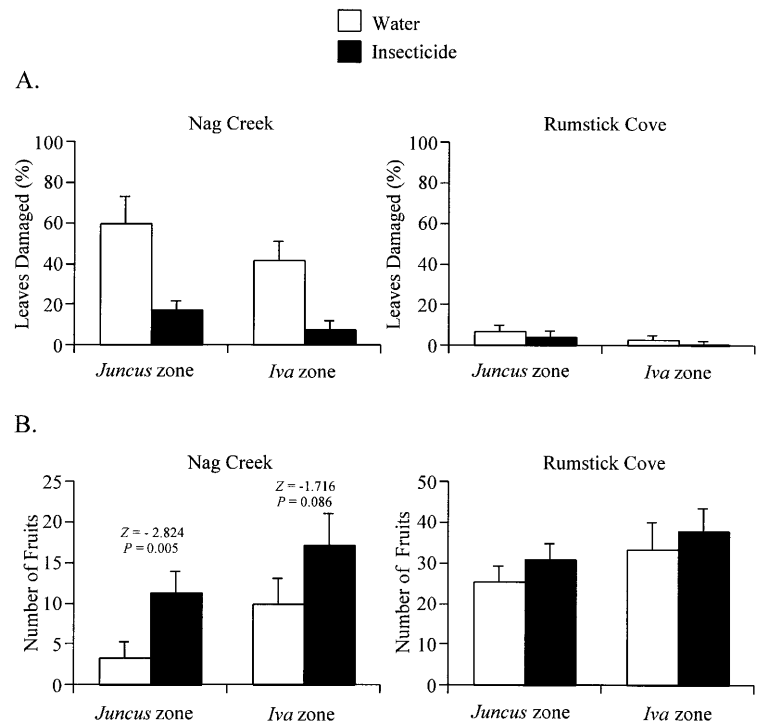 Water
Insecticide
A.
Nag Creek
Rumstick Cove
Leaves Damaged (%)
100
80
60
40
20
0
Juncus zone
Iva zone
Leaves Damaged (%)
100
80
60
40
20
0
Juncus zone
Iva zone
B.
Nag Creek
Rumstick Cove
Number of Fruits
25
20
15
10
5
0
Z = - 2.824
P = 0.005
Z = -1.716
P = 0.086
Juncus zone
Iva zone
Number of Fruits
50
40
30
20
10
0
Juncus zone
Iva zone